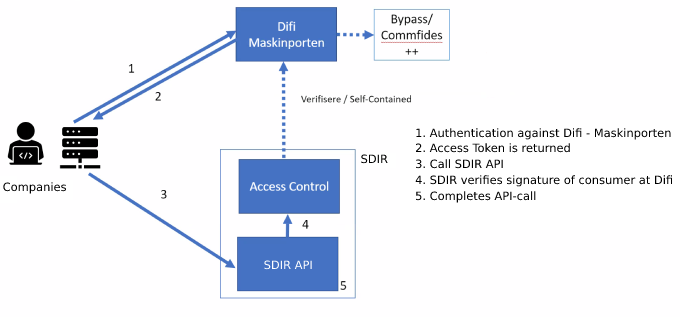 Difi
Maskinporten
Bypass/
Commfides
++
1
2
Verifisere / Self-Contained
Companies
SDIR
Access Control
3
4
SDIR API
5
1. Authentication against Difi - Maskinporten
2. Access Token is returned
3. Call SDIR API
4. SDIR verifies signature of consumer at Difi
5. Completes API-call